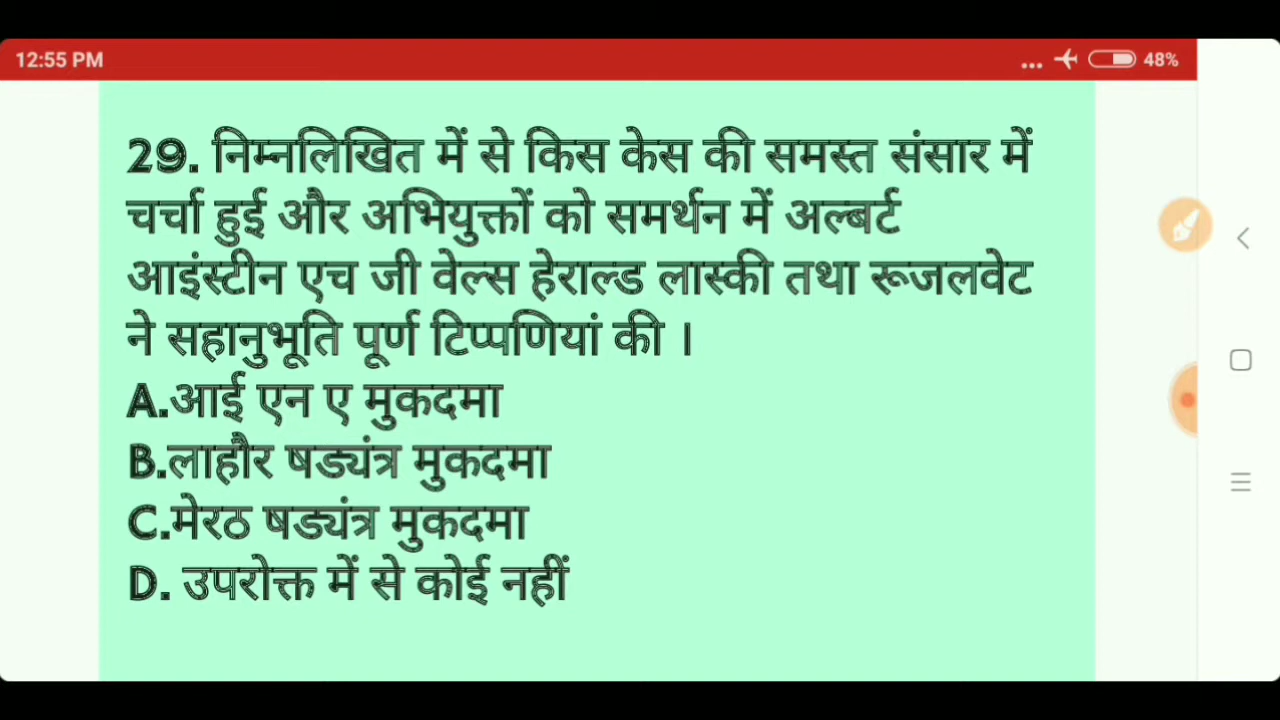 12:55 PM
... 48%
29. निम्नलिखित में से किस केस की समस्त संसार में
चर्चा हुई और अभियुक्तों को समर्थन में अल्बर्ट
आइंस्टीन एच जी वेल्स हेराल्ड लास्की तथा रूजलवेट
ने सहानुभूति पूर्ण टिप्पणियां की ।
A.आई एन ए मुकदमा
B.लाहौर षड्यंत्र मुकदमा
C.मेरठ षड्यंत्र मुकदमा
D. उपरोक्त में से कोई नहीं